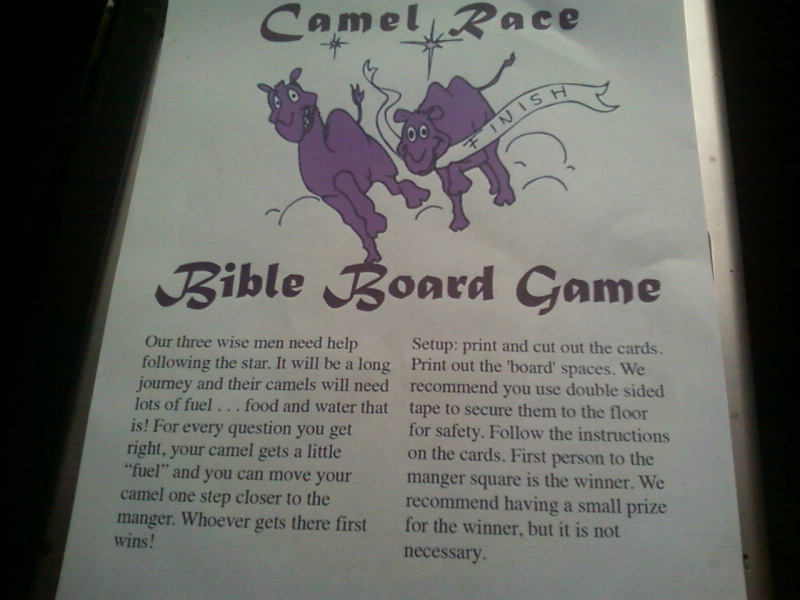 Camel Race
FINISH
Bible Board Game
Our three wise men need help
following the star. It will be a long
journey and their camels will need
lots of fuel . . . food and water that
is! For every question you get
right, your camel gets a little
“fuel” and you can move your
camel one step closer to the
manger. Whoever gets there first
wins!
Setup: print and cut out the cards.
Print out the 'board' spaces. We
recommend you use double sided
tape to secure them to the floor
for safety. Follow the instructions
on the cards. First person to the
manger square is the winner. We
recommend having a small prize
for the winner, but it is not
necessary.